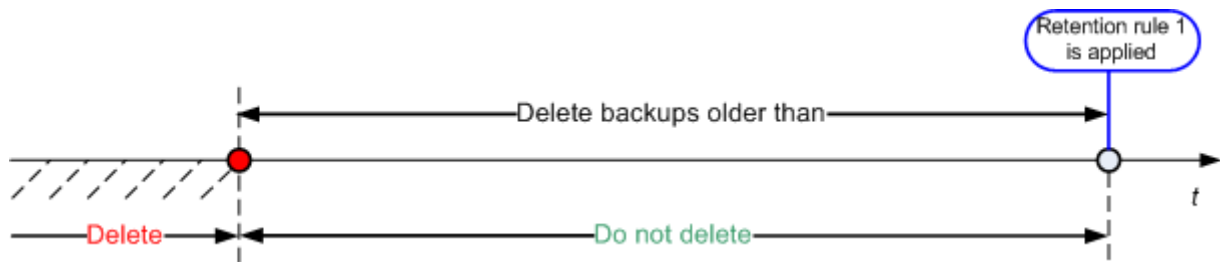 Retention rule 1
is applied
Delete backups older than
t
Delete
Do not delete